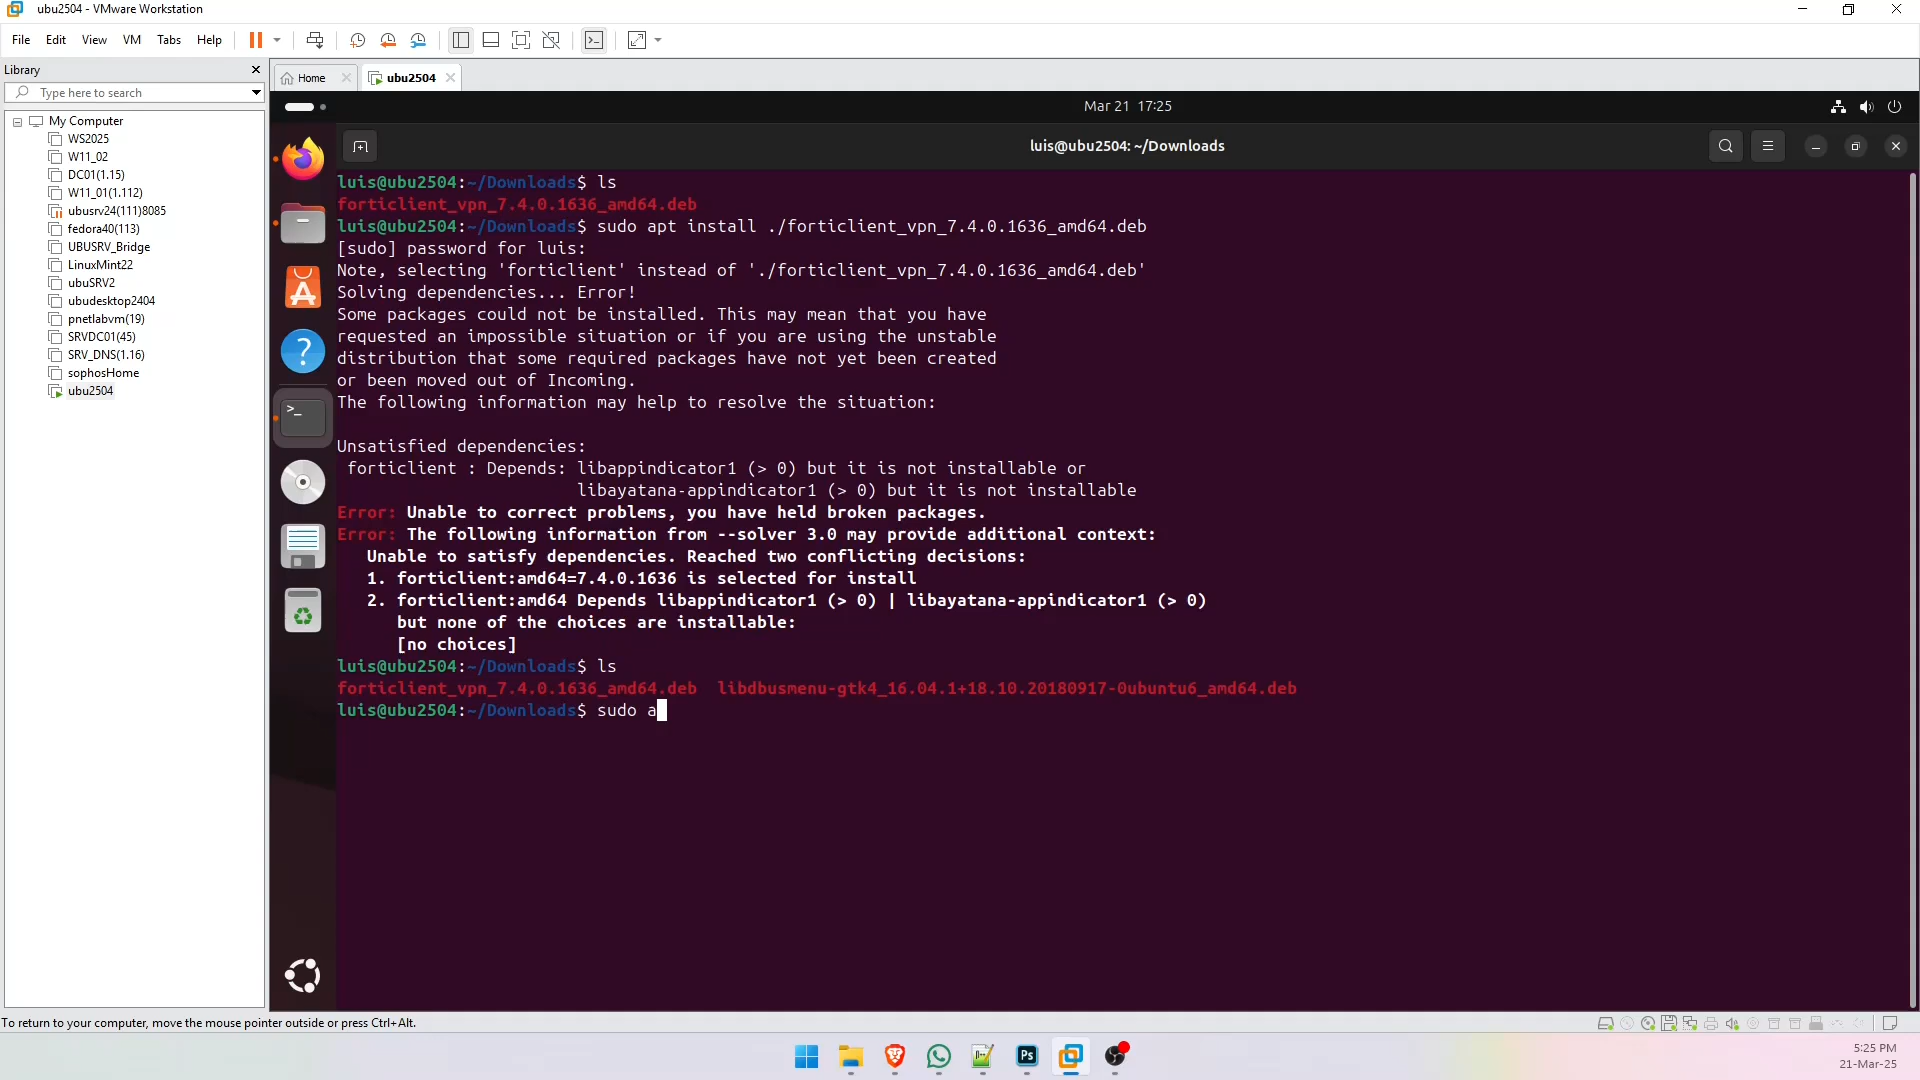 ubu2504 - VMware Workstation
File Edit View VM Tabs Help
Library
Type here to search
My Computer
WS2025
W11_02
DC01(1.15)
W11_01(1.112)
ubusrv24(111)8085
fedora40(113)
UBUSRV_Bridge
LinuxMint22
ubuSRV2
ubudesktop2404
pnetlabvm(19)
SRVDC01(45)
SRV_DNS(1.16)
sophosHome
ubu2504
Home ubu2504
Mar 21 17:25
luis@ubu2504: ~/Downloads
luis@ubu2504:~/Downloads$ ls
forticlient_vpn_7.4.0.1636_amd64.deb
luis@ubu2504:~/Downloads$ sudo apt install ./forticlient_vpn_7.4.0.1636_amd64.deb
[sudo] password for luis:
Note, selecting 'forticlient' instead of './forticlient_vpn_7.4.0.1636_amd64.deb'
Solving dependencies... Error!
Some packages could not be installed. This may mean that you have
requested an impossible situation or if you are using the unstable
distribution that some required packages have not yet been created
or been moved out of Incoming.
The following information may help to resolve the situation:
Unsatisfied dependencies:
forticlient : Depends: libappindicator1 (> 0) but it is not installable or
libayatana-appindicator1 (> 0) but it is not installable
Error: Unable to correct problems, you have held broken packages.
Error: The following information from --solver 3.0 may provide additional context:
Unable to satisfy dependencies. Reached two conflicting decisions:
1. forticlient:amd64=7.4.0.1636 is selected for install
2. forticlient:amd64 Depends libappindicator1 (> 0) | libayatana-appindicator1 (> 0)
but none of the choices are installable:
[no choices]
luis@ubu2504:~/Downloads$ ls
forticlient_vpn_7.4.0.1636_amd64.deb libdbusmenu-gtk4_16.04.1+18.10.20180917-0ubuntu6_amd64.deb
luis@ubu2504:~/Downloads$ sudo a
To return to your computer, move the mouse pointer outside or press Ctrl+Alt.
Ps
5:25 PM
21-Mar-25